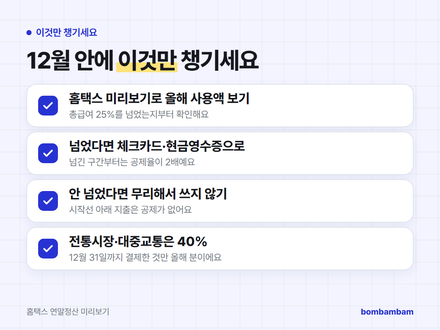 이것만 챙기세요
12월 안에 이것만 챙기세요
홈택스 미리보기로 올해 사용액 보기
총급여 25%를 넘었는지부터 확인해요
넘었다면 체크카드·현금영수증으로
넘긴 구간부터는 공제율이 2배예요
안 넘었다면 무리해서 쓰지 않기
시작선 아래 지출은 공제가 없어요
전통시장·대중교통은 40%
12월 31일까지 결제한 것만 올해 분이에요
홈택스 연말정산 미리보기
bombambam